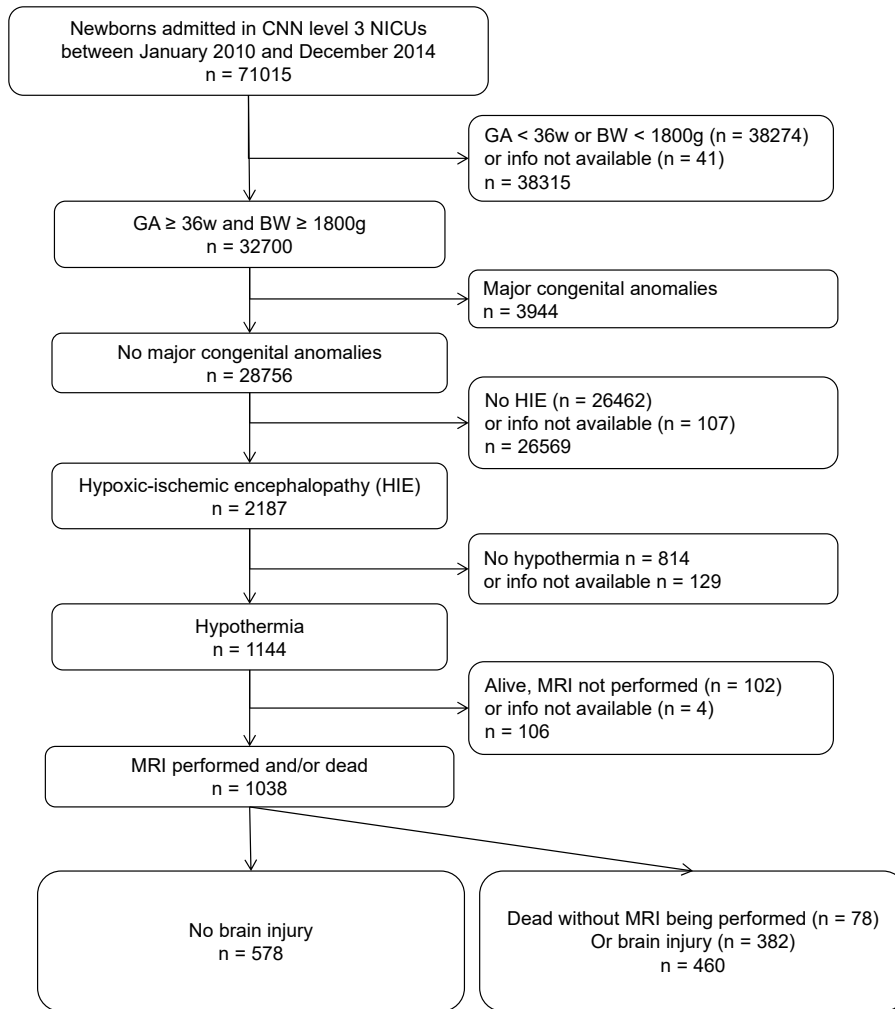 Newborns admitted in CNN level 3 NICUs
between January 2010 and December 2014
n = 71015
GA < 36w or BW < 1800g (n = 38274)
or info not available (n = 41)
n = 38315
GA ≥ 36w and BW ≥ 1800g
n = 32700
Major congenital anomalies
n = 3944
No major congenital anomalies
n = 28756
No HIE (n = 26462)
or info not available (n = 107)
n = 26569
Hypoxic-ischemic encephalopathy (HIE)
n = 2187
No hypothermia n = 814
or info not available n = 129
Hypothermia
n = 1144
Alive, MRI not performed (n = 102)
or info not available (n = 4)
n = 106
MRI performed and/or dead
n = 1038
No brain injury
n = 578
Dead without MRI being performed (n = 78)
Or brain injury (n = 382)
n = 460